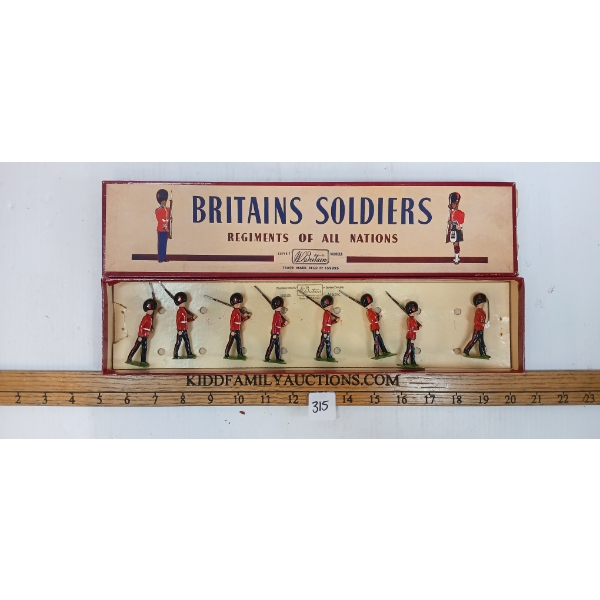 BRITAINS SOLDIERS
REGIMENTS OF ALL NATIONS
Britain
KIDDFAMILYAUCTIONS.COM
2 3 4 5 6 7 8 9 10 11 12 14 15 16 17 18 19 20 21 22 23
315